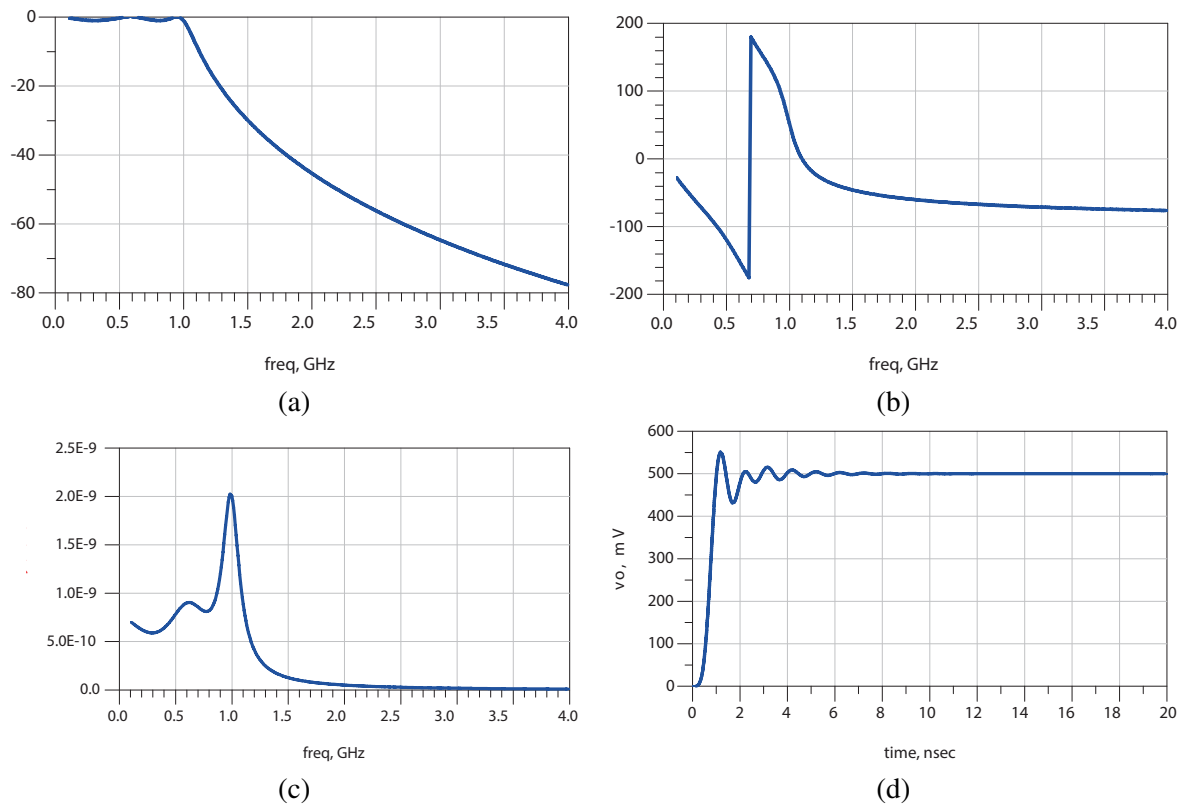 0
-20
-40
-60
-80
0.0 0.5 1.0 1.5 2.0 2.5 3.0 3.5 4.0
freq, GHz
(a)
200
100
0
-100
-200
0.0 0.5 1.0 1.5 2.0 2.5 3.0 3.5 4.0
freq, GHz
(b)
2.5E-9
2.0E-9
1.5E-9
1.0E-9
5.0E-10
0.0
0.0 0.5 1.0 1.5 2.0 2.5 3.0 3.5 4.0
freq, GHz
(c)
600
500
400
500
600
300
200
100
0
vo, mV
0 2 4 6 8 10 12 14 16 18 20
time, nsec
(d)